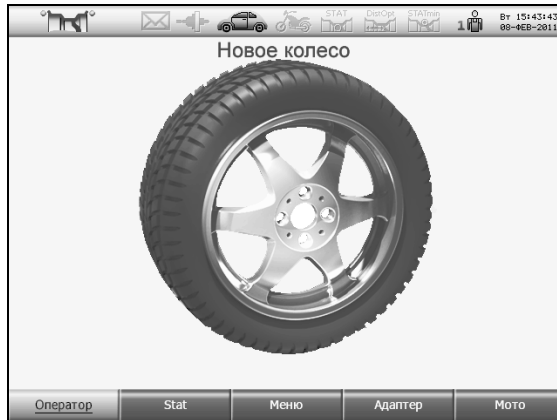 STAT
DistOpt
STATmin
1
Вт 15:43:43
08-ФЕВ-2011
Новое колесо
Оператор
Stat
Меню
Адаптер
Мото